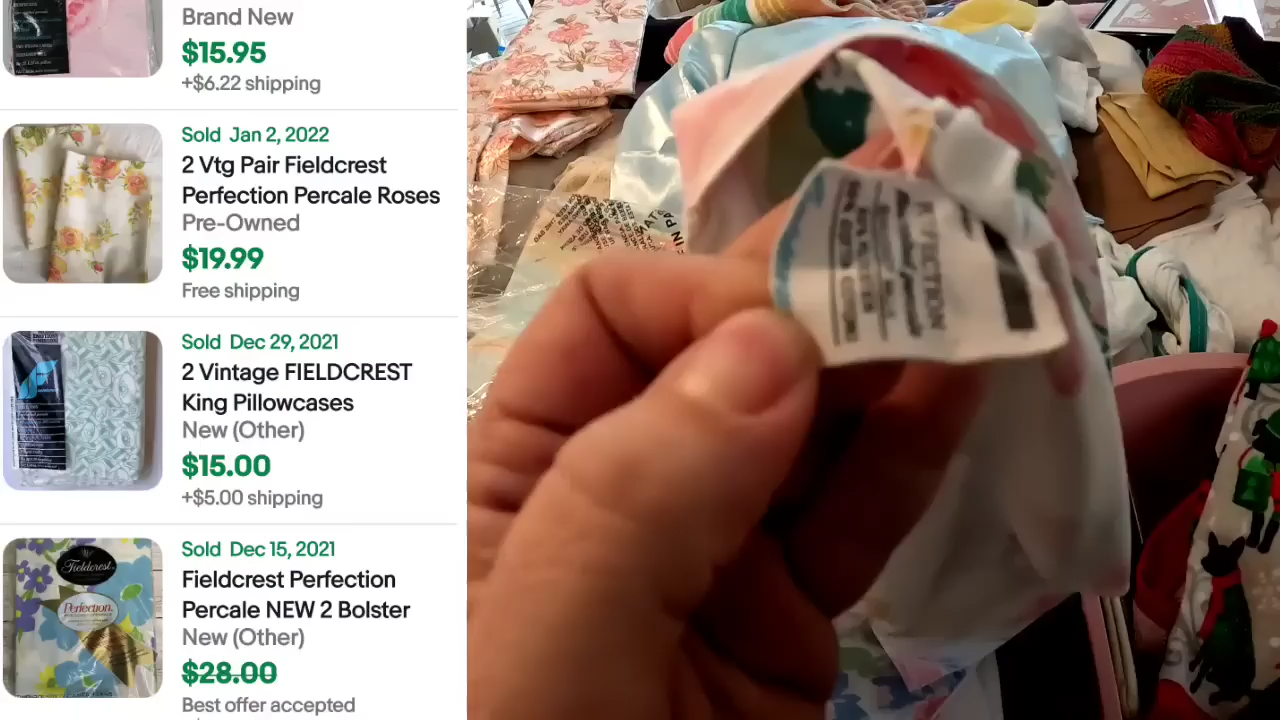 Brand New
$15.95
+$6.22 shipping
Sold Jan 2, 2022
2 Vtg Pair Fieldcrest
Perfection Percale Roses
Pre-Owned
$19.99
Free shipping
Sold Dec 29, 2021
2 Vintage FIELDCREST
King Pillowcases
New (Other)
$15.00
+$5.00 shipping
Fieldcrest
Perfection.
Sold Dec 15, 2021
Fieldcrest Perfection
Percale NEW 2 Bolster
New (Other)
$28.00
Best offer accepted